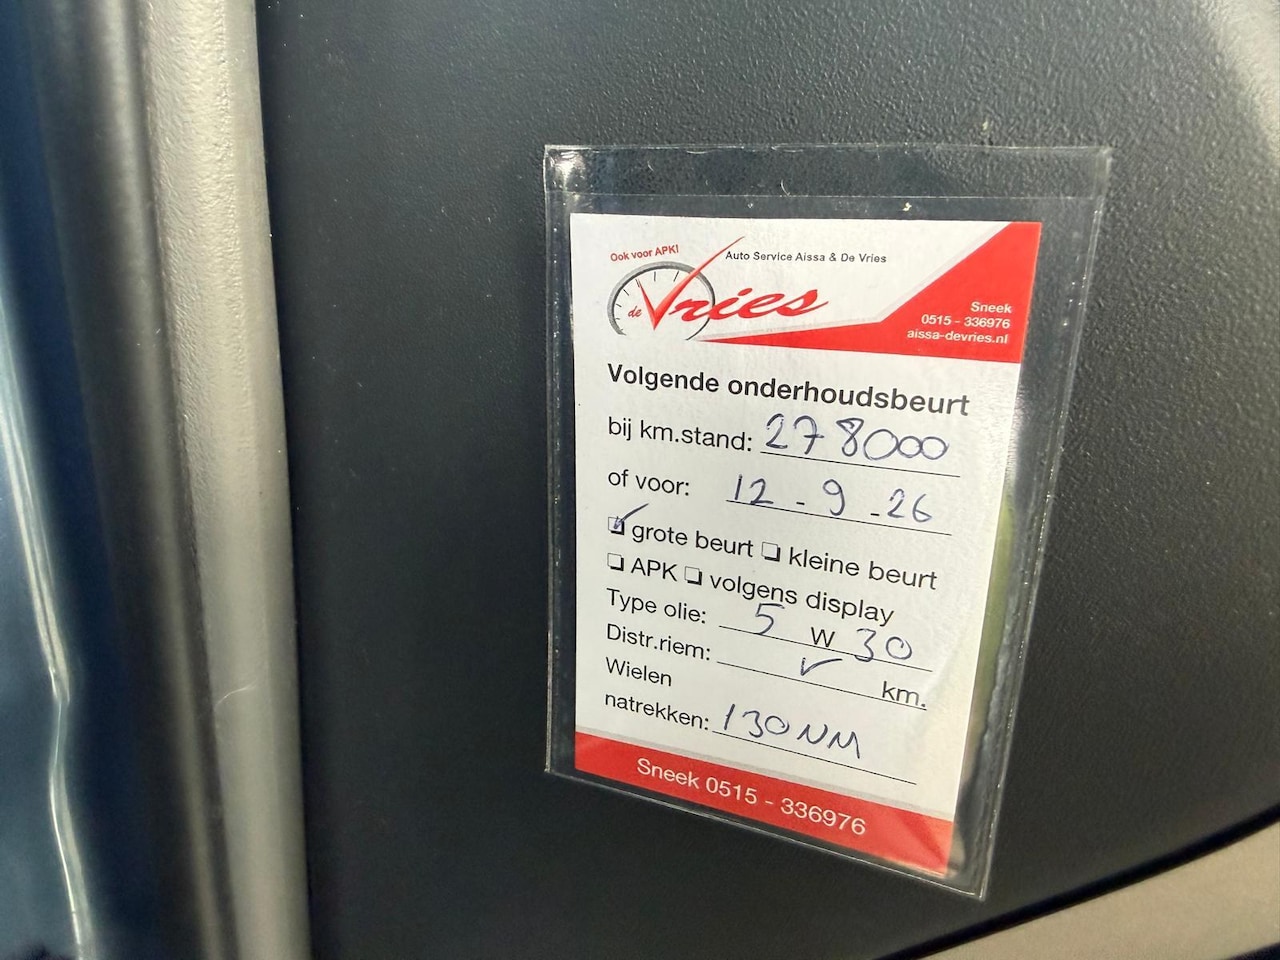 Ook voor APK!
Auto Service Aissa & De Vries
de Vries
Sneek
0515 - 336976
aissa-devries.nl
Volgende onderhoudsbeurt
bij km.stand: 278000
of voor: 12 - 9 - 26
grote beurt kleine beurt
APK volgens display
Type olie: 5 W 30
Distr.riem: km.
Wielen
natrekken: 130NM
Sneek 0515 - 336976